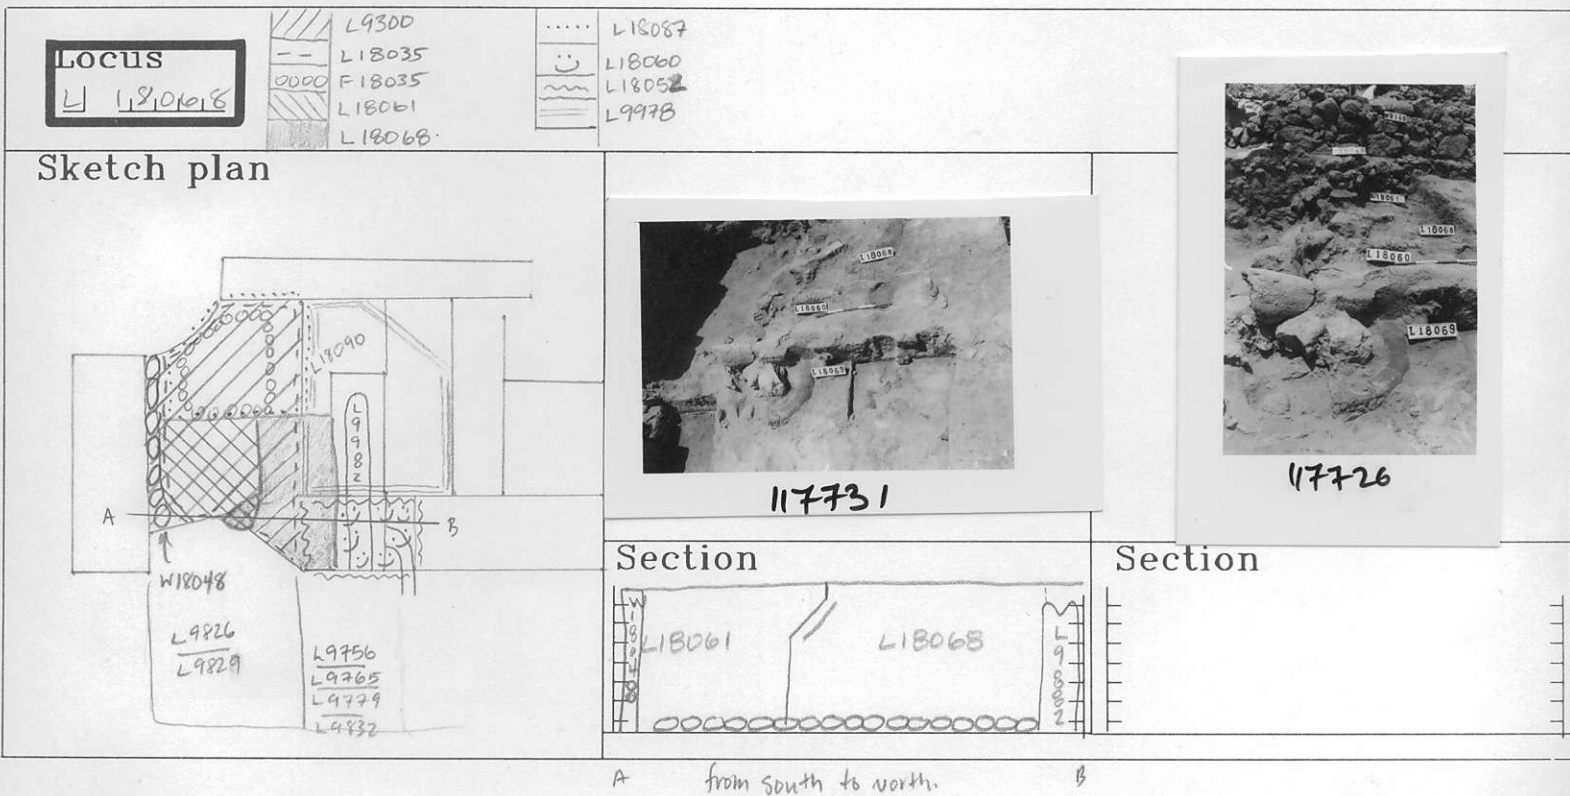 Locus
L 18068
L9300
L18035
F18035
L18061
L18068.
L18087
L18060
L18052
L9978
Sketch plan
L18090
L9982
A
B
W18048
L9826
L9829
L9756
L9765
L9779
L9832
L18068
L18060
L18069
117731
L18061
L18068
L18060
L18069
117726
Section
W18048
L18061
L18068
L9882
A from south to north. B
Section